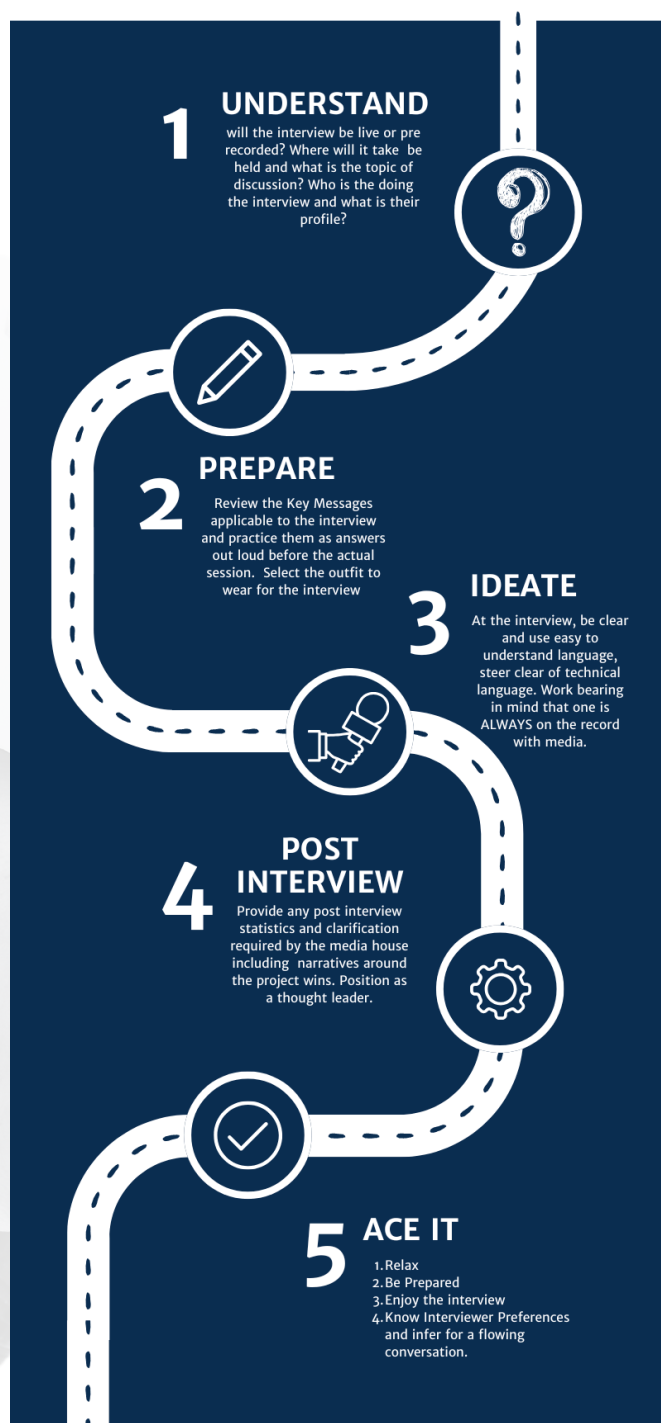 1
UNDERSTAND
will the interview be live or pre
recorded? Where will it take  be
held and what is the topic of
discussion? Who is the doing
the interview and what is their
profile?
2
PREPARE
Review the Key Messages
applicable to the interview
and practice them as answers
out loud before the actual
session.  Select the outfit to
wear for the interview
3
IDEATE
At the interview, be clear
and use easy to
understand language,
steer clear of technical
language. Work bearing
in mind that one is
ALWAYS on the record
with media.
4
POST
INTERVIEW
Provide any post interview
statistics and clarification
required by the media house
including  narratives around
the project wins. Position as
a thought leader.
5
ACE IT
1. Relax
2. Be Prepared
3. Enjoy the interview
4. Know Interviewer Preferences
and infer for a flowing
conversation.